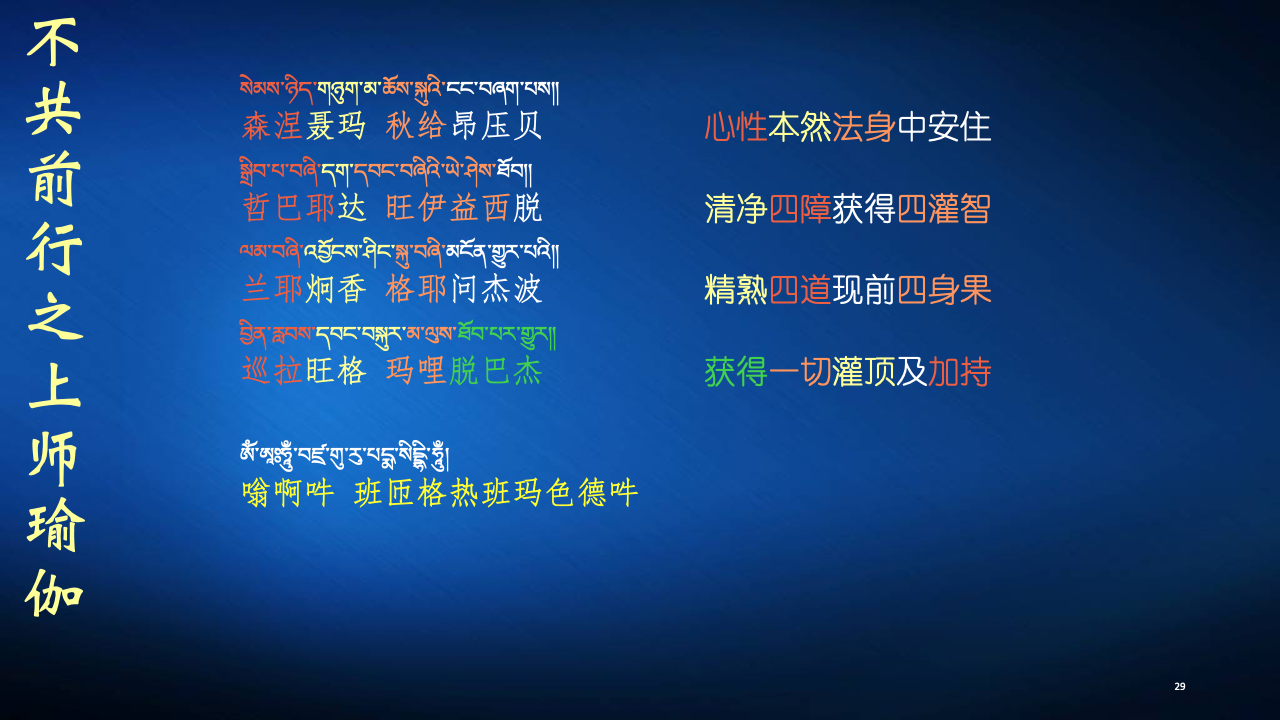 不共前行之上师瑜伽
སེམས་ཉིད་གཉུག་མ་ཆོས་སྐུའི་ངང་བཞག་པས།།
森涅聂玛 秋给昂压贝
心性本然法身中安住
སྒྲིབ་པ་བཞི་དག་དབང་བཞིའི་ཡེ་ཤེས་ཐོབ།།
哲巴耶达 旺伊益西脱
清净四障获得四灌智
ལམ་བཞི་འབྱོངས་ཤིང་སྐུ་བཞི་མངོན་གྱུར་པའི།།
兰耶炯香 格耶问杰波
精熟四道现前四身果
བྱིན་རླབས་དབང་བསྐུར་མ་ལུས་ཐོབ་པར་གྱུར།།
巡拉旺格 玛哩脱巴杰
获得一切灌顶及加持
ཨོཾ་ཨཱཿཧཱུྃ་བཛྲ་གུ་རུ་པདྨ་སིདྡྷི་ཧཱུྃ།
嗡啊吽 班匝格热班玛色德吽
29